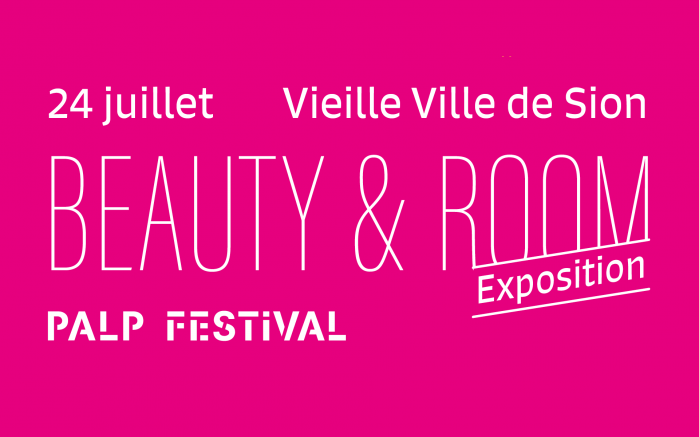 24 juillet Vieille Ville de Sion
BEAUTY & ROOM
Exposition
PALP FESTiVAL